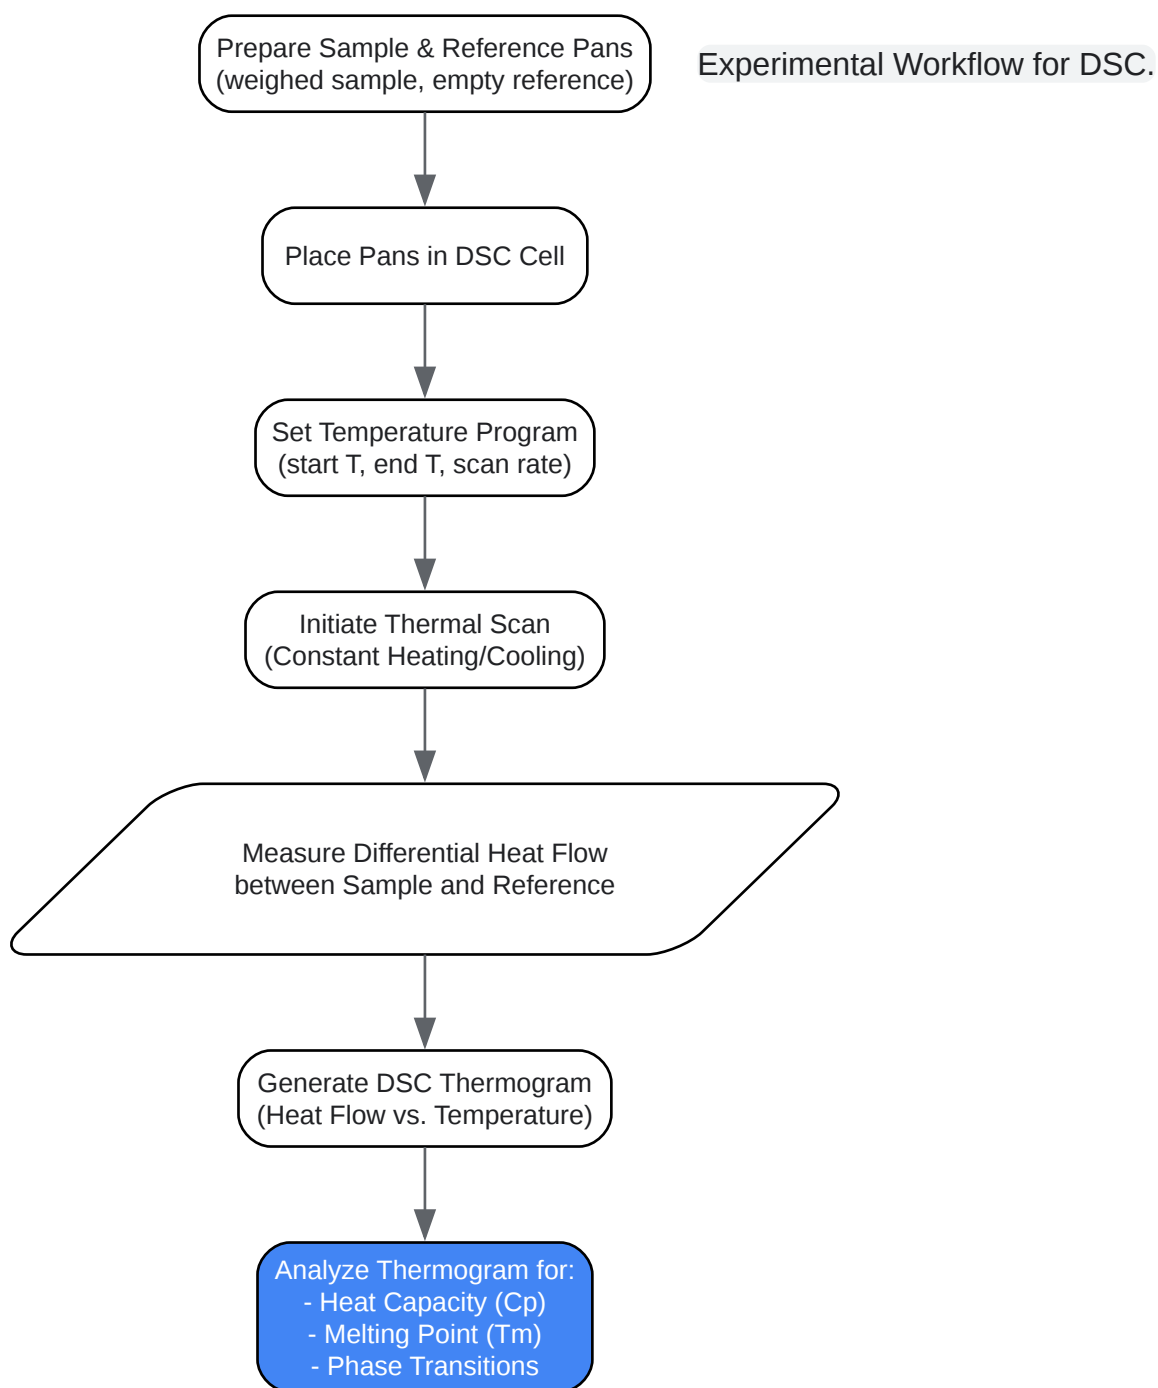 Prepare Sample & Reference Pans
(weighed sample, empty reference)
Experimental Workflow for DSC.
Place Pans in DSC Cell
Set Temperature Program
(start T, end T, scan rate)
Initiate Thermal Scan
(Constant Heating/Cooling)
Measure Differential Heat Flow
between Sample and Reference
Generate DSC Thermogram
(Heat Flow vs. Temperature)
Analyze Thermogram for:
- Heat Capacity (Cp)
- Melting Point (Tm)
- Phase Transitions